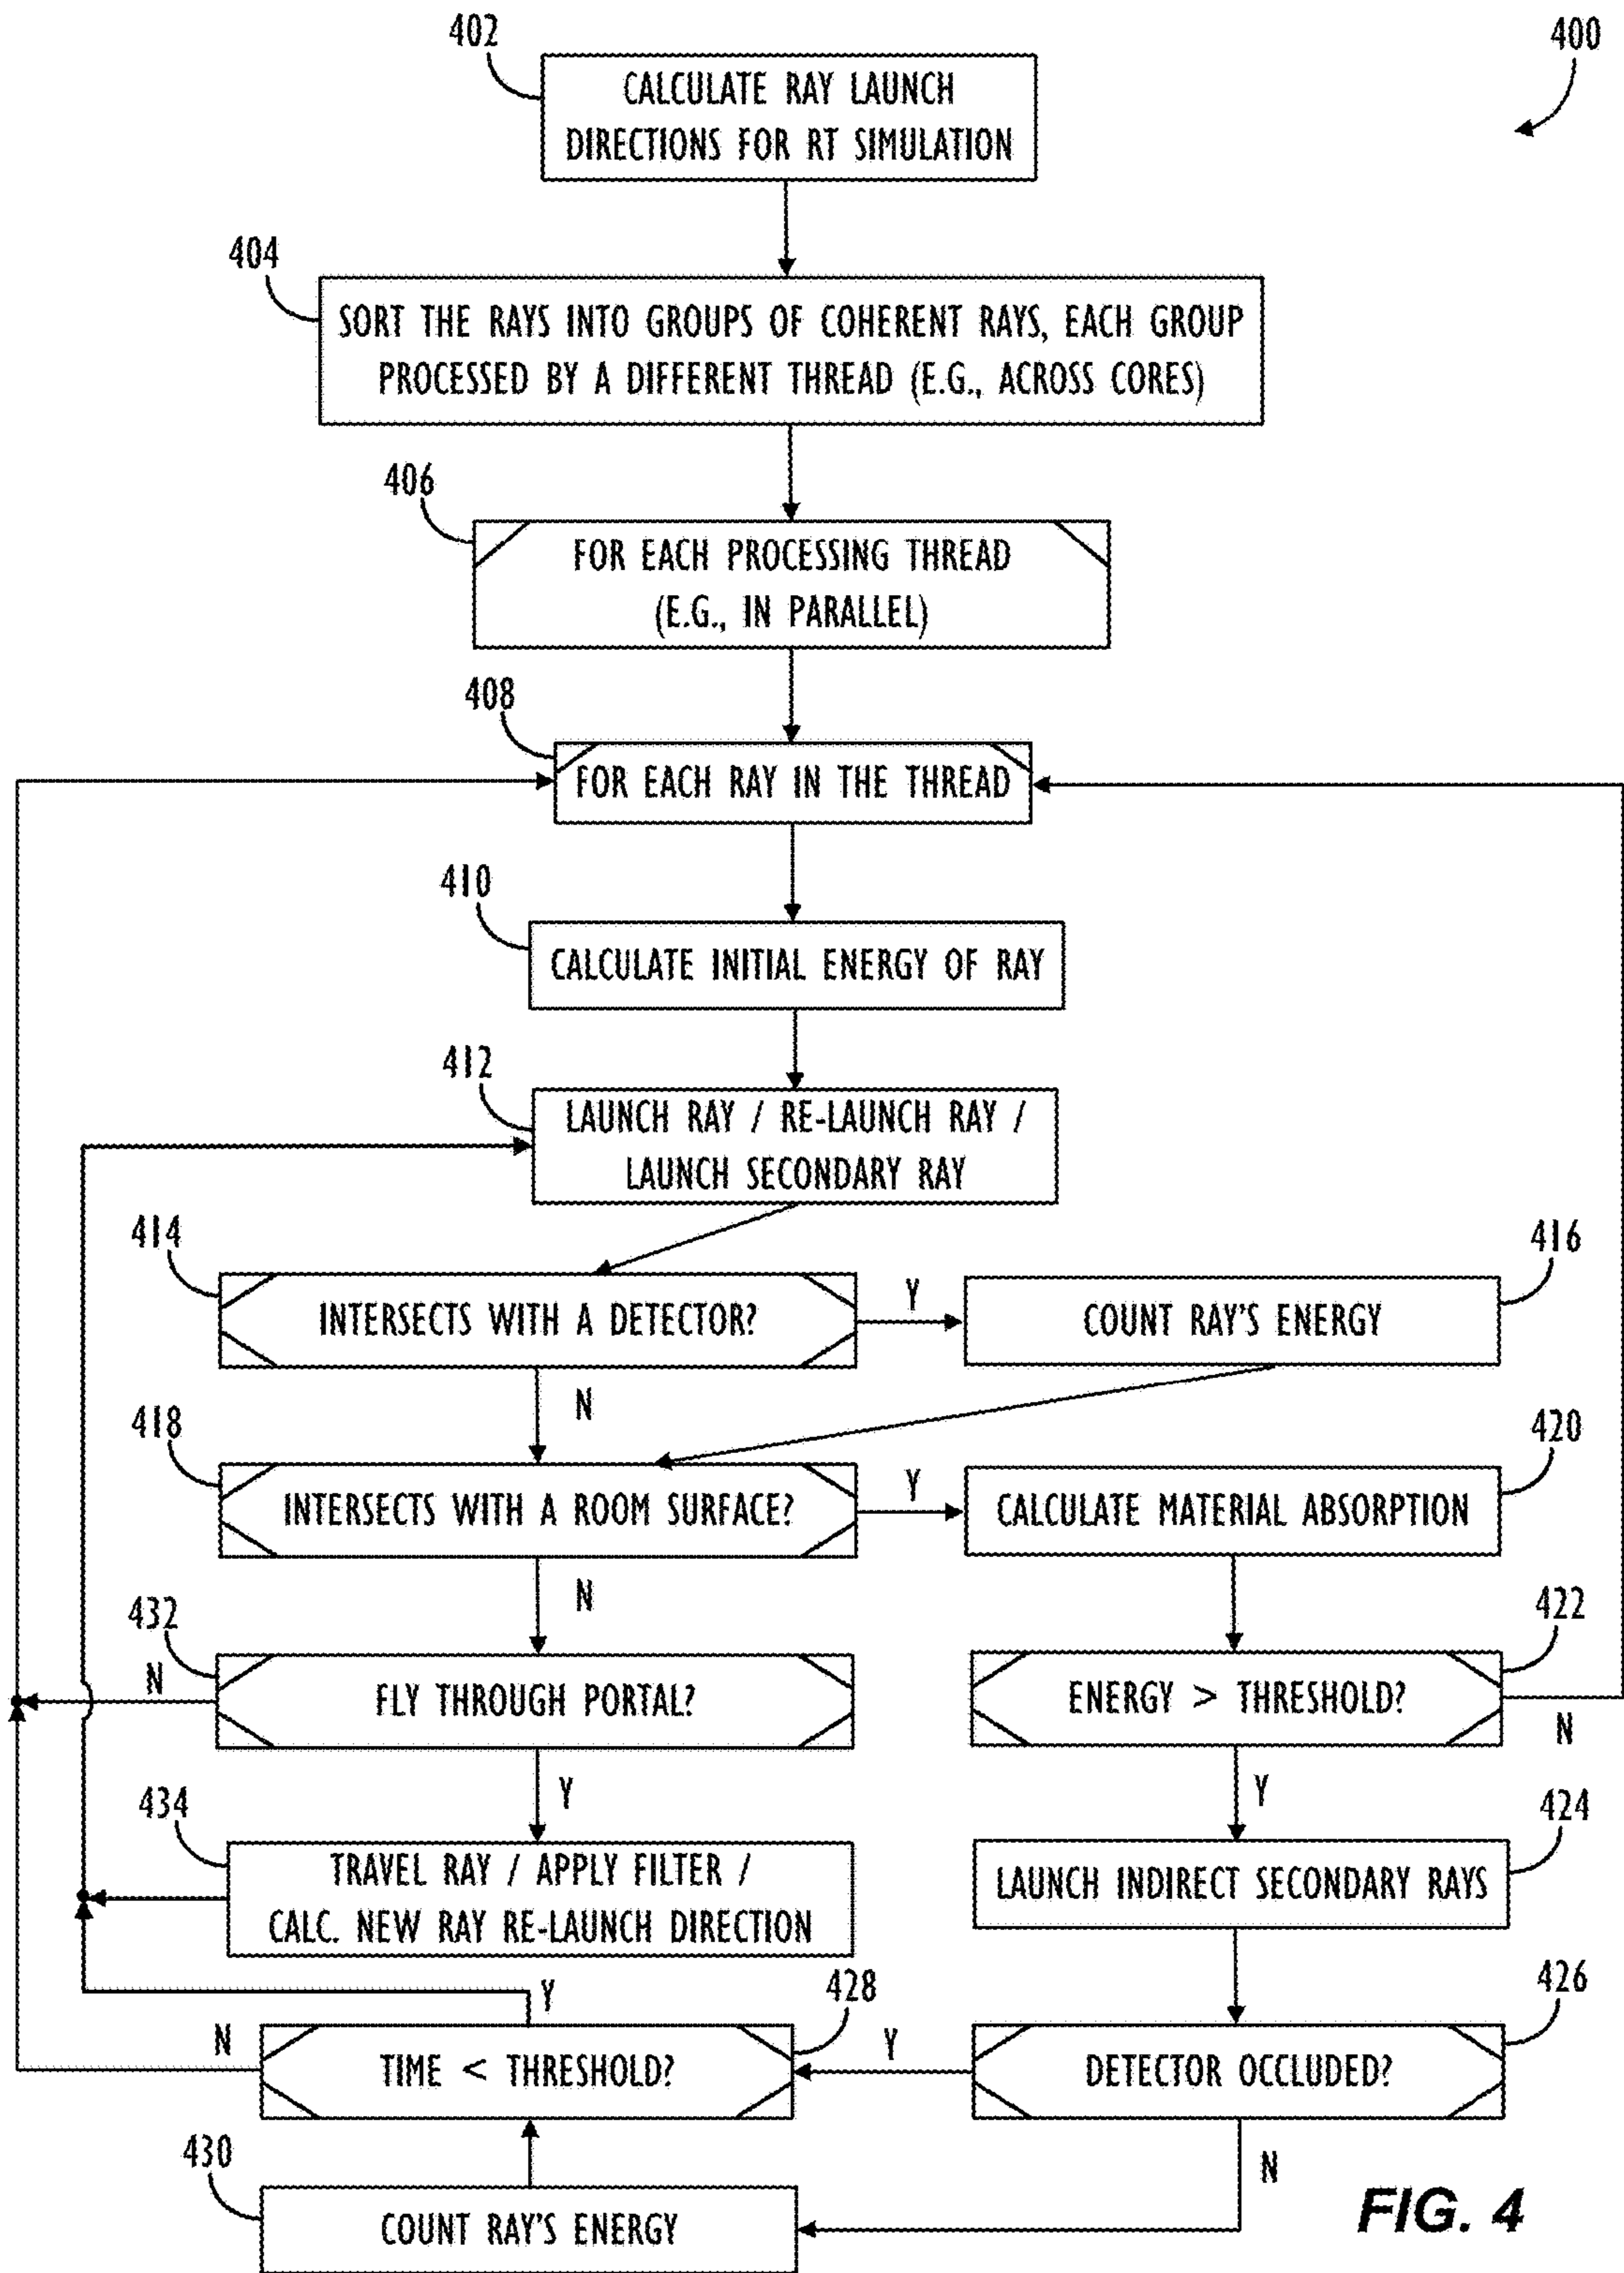 402
400
CALCULATE RAY LAUNCH
DIRECTIONS FOR RT SIMULATION
404
SORT THE RAYS INTO GROUPS OF COHERENT RAYS, EACH GROUP
PROCESSED BY A DIFFERENT THREAD (E.G., ACROSS CORES)
406
FOR EACH PROCESSING THREAD
(E.G., IN PARALLEL)
408
FOR EACH RAY IN THE THREAD
410
CALCULATE INITIAL ENERGY OF RAY
412
LAUNCH RAY / RE-LAUNCH RAY /
LAUNCH SECONDARY RAY
414
416
INTERSECTS WITH A DETECTOR?
Y
COUNT RAY'S ENERGY
N
418
420
INTERSECTS WITH A ROOM SURFACE?
Y
CALCULATE MATERIAL ABSORPTION
N
432
422
N
FLY THROUGH PORTAL?
ENERGY > THRESHOLD?
N
Y
Y
434
424
TRAVEL RAY / APPLY FILTER /
CALC. NEW RAY RE-LAUNCH DIRECTION
LAUNCH INDIRECT SECONDARY RAYS
Y
428
426
N
TIME < THRESHOLD?
Y
DETECTOR OCCLUDED?
430
N
COUNT RAY'S ENERGY
FIG. 4